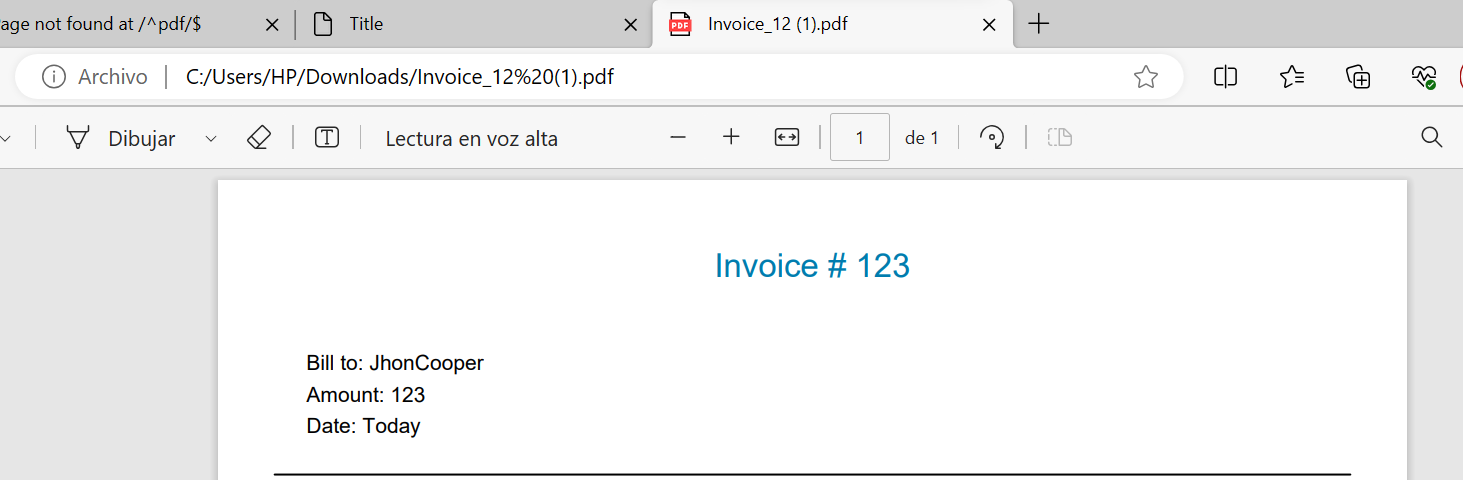 age not found at /^pdf/$
Title
Invoice_12 (1).pdf
Archivo
C:/Users/HP/Downloads/Invoice_12%20(1).pdf
Dibujar
T
Lectura en voz alta
1
de 1
Invoice # 123
Bill to: JhonCooper
Amount: 123
Date: Today